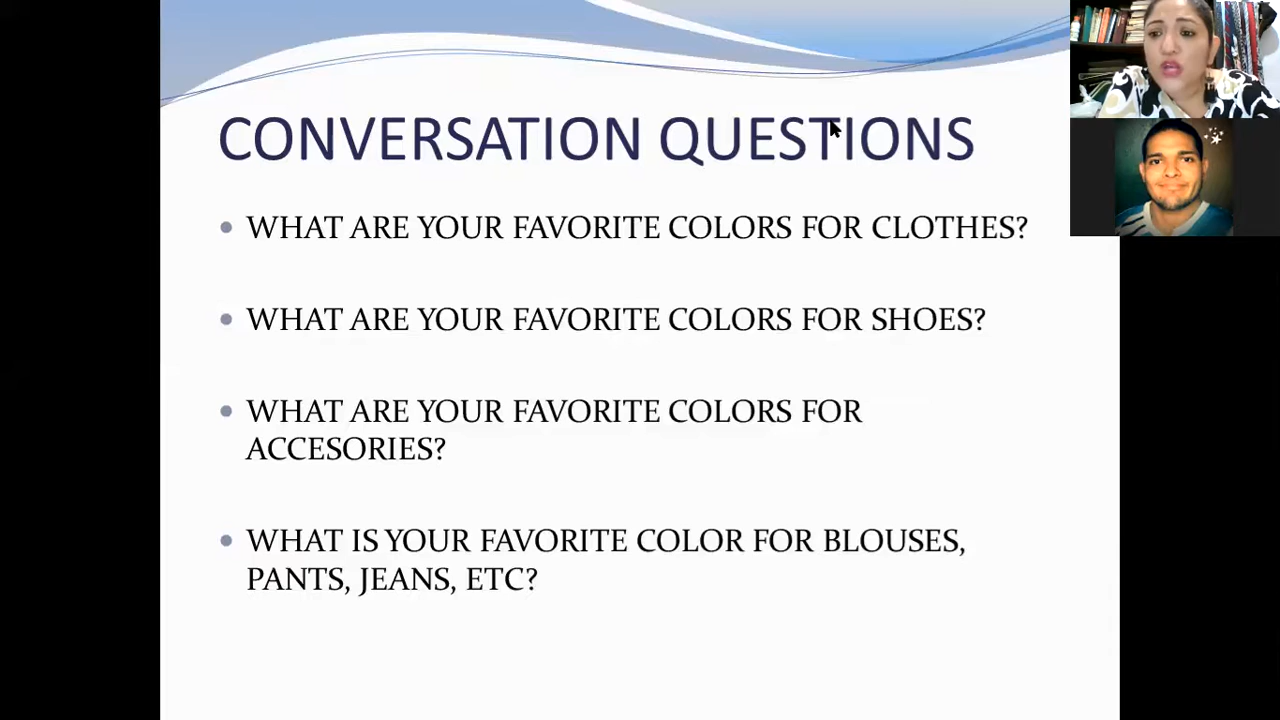 CONVERSATION QUESTIONS
WHAT ARE YOUR FAVORITE COLORS FOR CLOTHES?
WHAT ARE YOUR FAVORITE COLORS FOR SHOES?
WHAT ARE YOUR FAVORITE COLORS FOR
ACCESORIES?
WHAT IS YOUR FAVORITE COLOR FOR BLOUSES,
PANTS, JEANS, ETC?